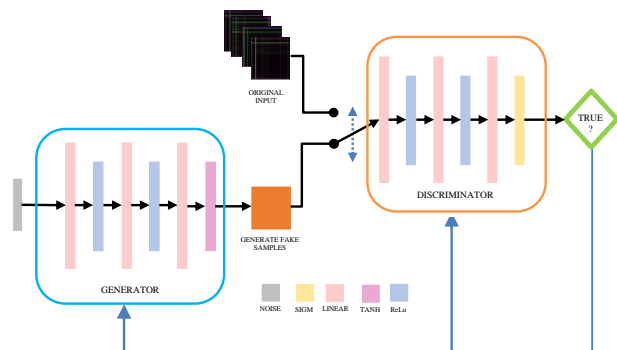 ORIGINAL
INPUT
TRUE
?
DISCRIMINATOR
GENERATE FAKE
SAMPLES
GENERATOR
NOISE
SIGM
LINEAR
TANH
ReLu